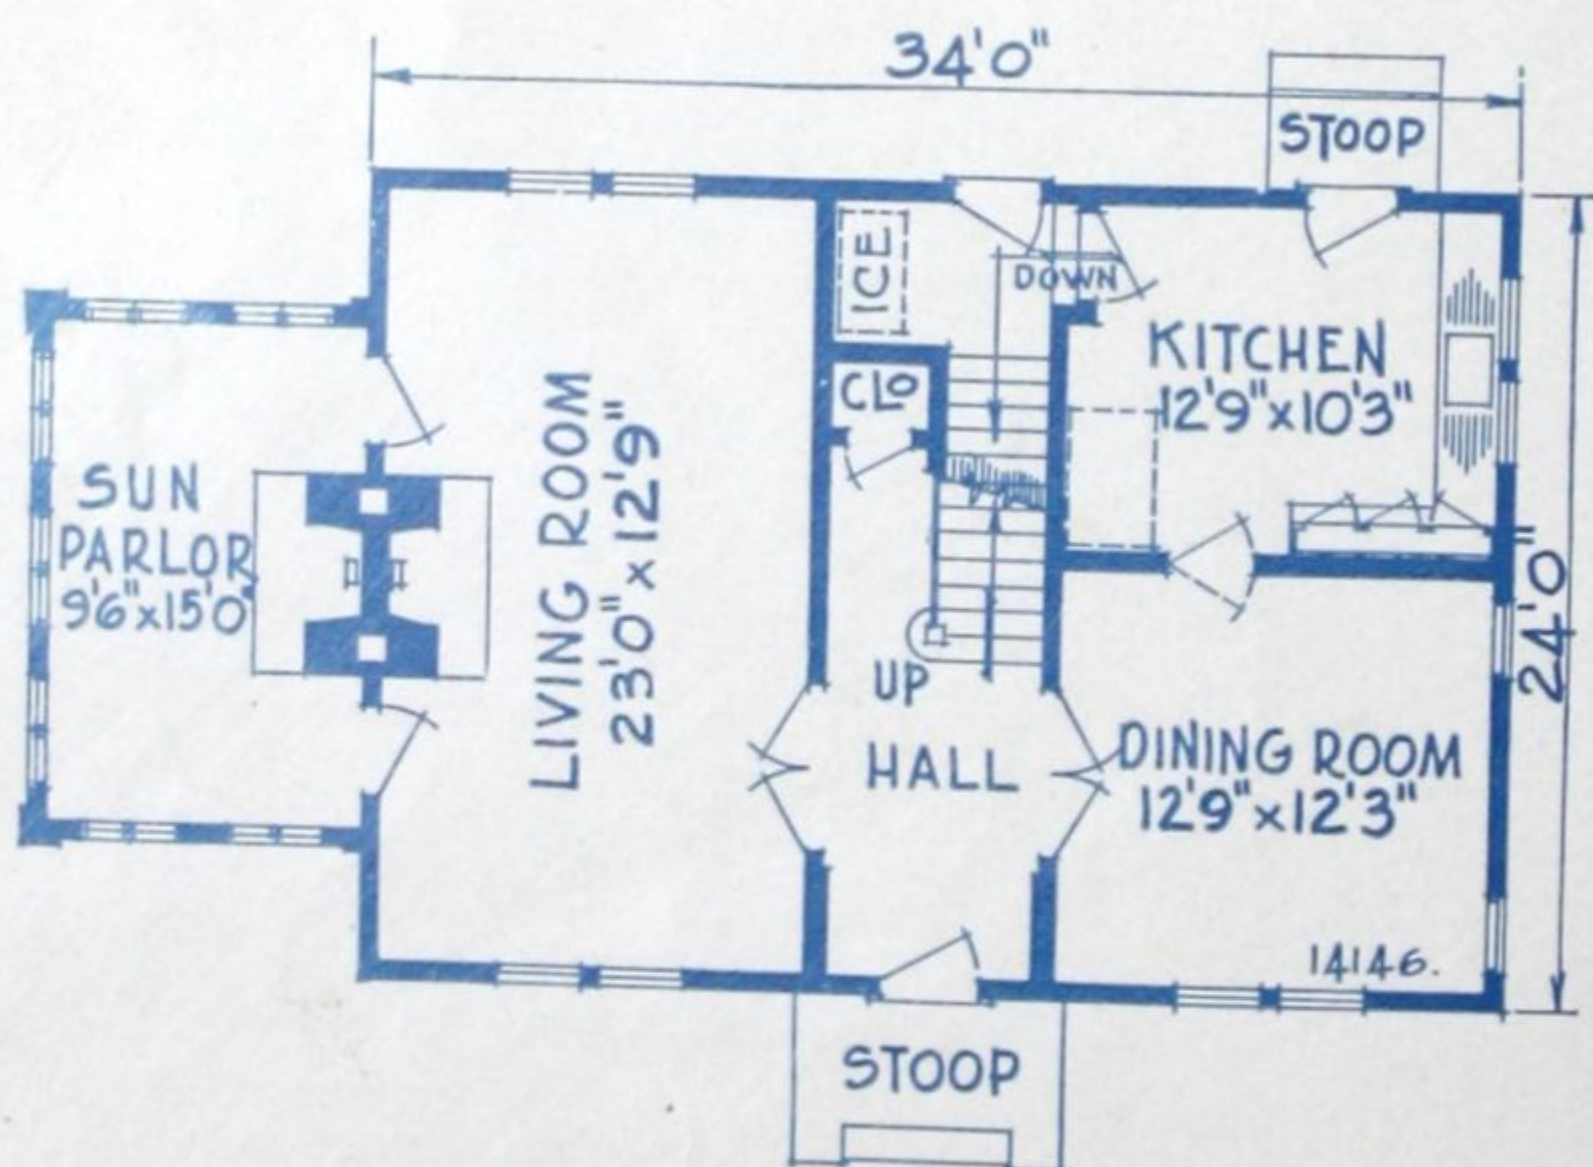 34'0"
STOOP
ICE
DOWN
KITCHEN
12'9"x10'3"
CLO
SUN
PARLOR
9'6"x15'0"
LIVING ROOM
23'0"x12'9"
24'0"
UP
HALL
DINING ROOM
12'9"x12'3"
14146.
STOOP